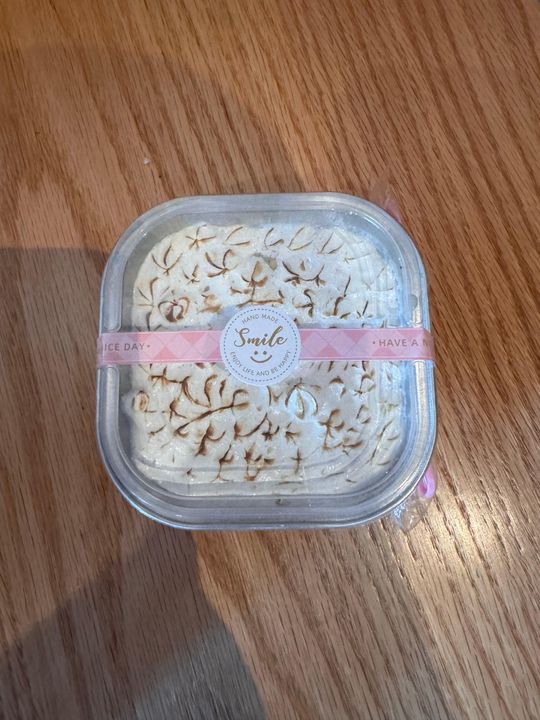 ICE DAY•
HAND MADE
Smile
ENJOY LIFE AND BE HAPPY
•HAVE A N